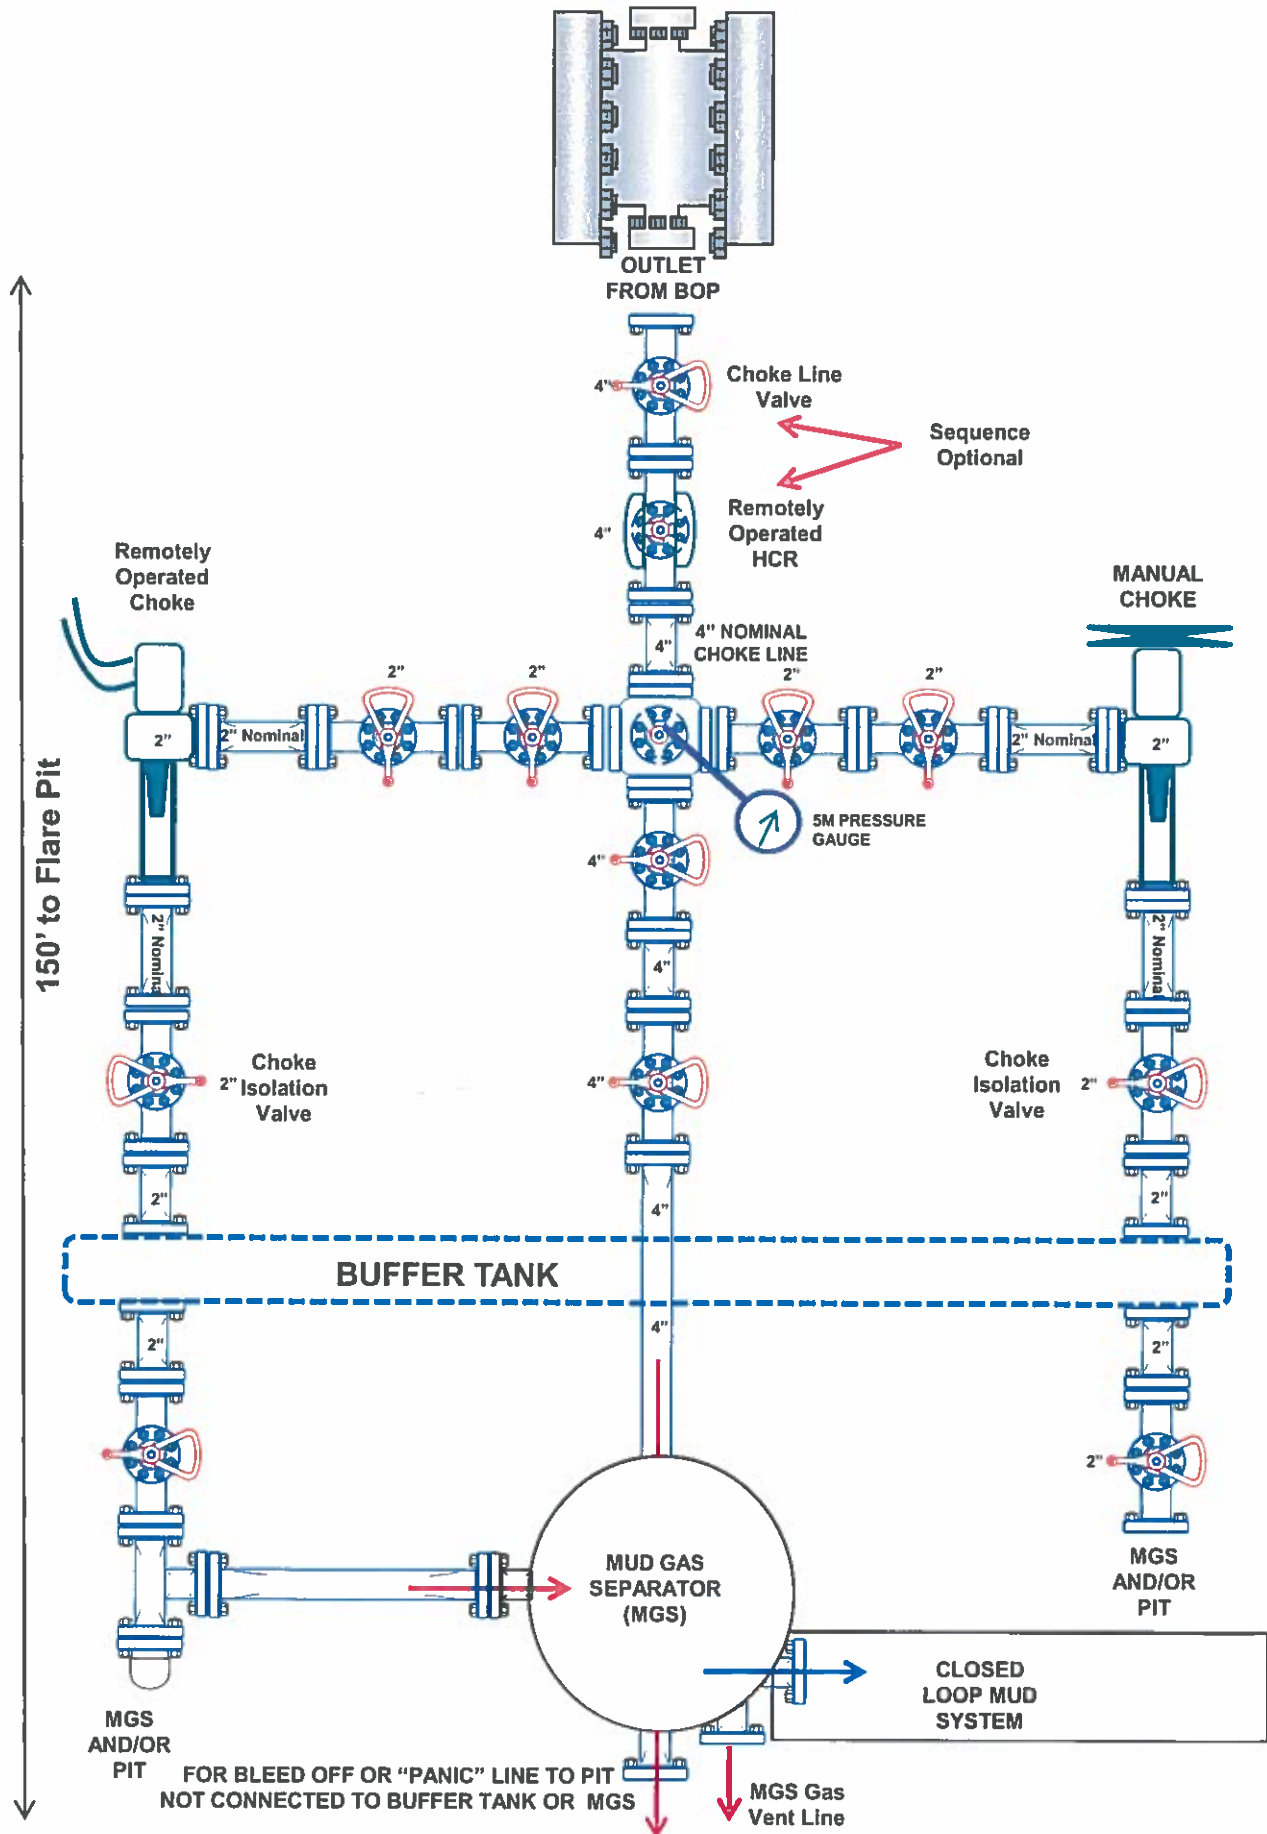 OUTLET
FROM BOP
4"
Choke Line
Valve
Sequence
Optional
4"
Remotely
Operated
HCR
Remotely
Operated
Choke
MANUAL
CHOKE
4"
4" NOMINAL
CHOKE LINE
2"
2"
2"
2"
2"
2" Nominal
2" Nominal
2"
5M PRESSURE
GAUGE
4"
150' to Flare Pit
2" Nominal
4"
2" Nominal
2"
Choke
Isolation
Valve
4"
Choke
Isolation
Valve
2"
2"
4"
2"
BUFFER TANK
2"
4"
2"
2"
MUD GAS
SEPARATOR
(MGS)
MGS
AND/OR
PIT
CLOSED
LOOP MUD
SYSTEM
MGS
AND/OR
PIT
FOR BLEED OFF OR "PANIC" LINE TO PIT
NOT CONNECTED TO BUFFER TANK OR MGS
MGS Gas
Vent Line